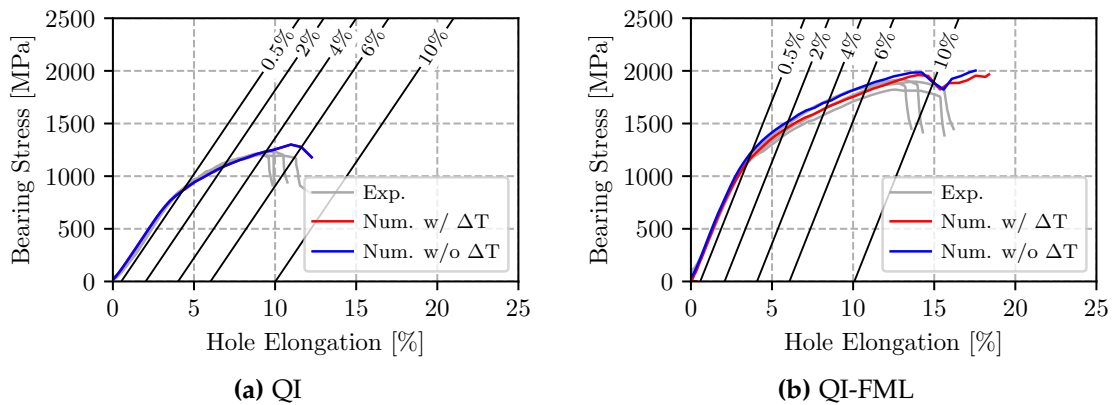 2500
2000
1500
1000
500
0
Bearing Stress [MPa]
0.5%
2%
4%
6%
10%
Exp.
Num. w/ ΔT
Num. w/o ΔT
0 5 10 15 20 25
Hole Elongation [%]
(a) QI
2500
2000
1500
1000
500
0
Bearing Stress [MPa]
0.5%
2%
4%
6%
10%
Exp.
Num. w/ ΔT
Num. w/o ΔT
0 5 10 15 20 25
Hole Elongation [%]
(b) QI-FML